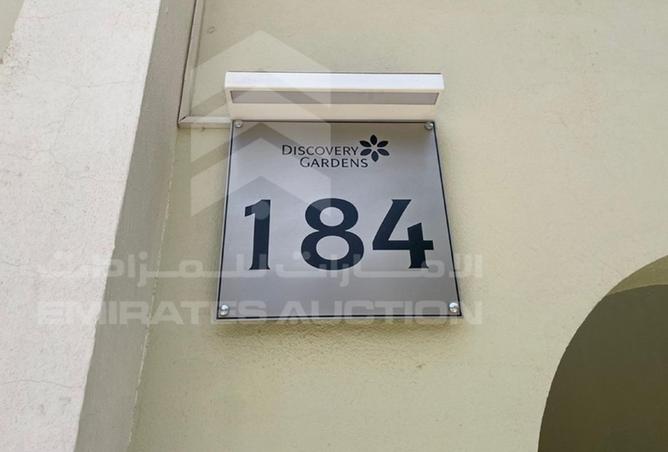 DISCOVERY
GARDENS
184
الامارات للمزادات
EMIRATES AUCTION